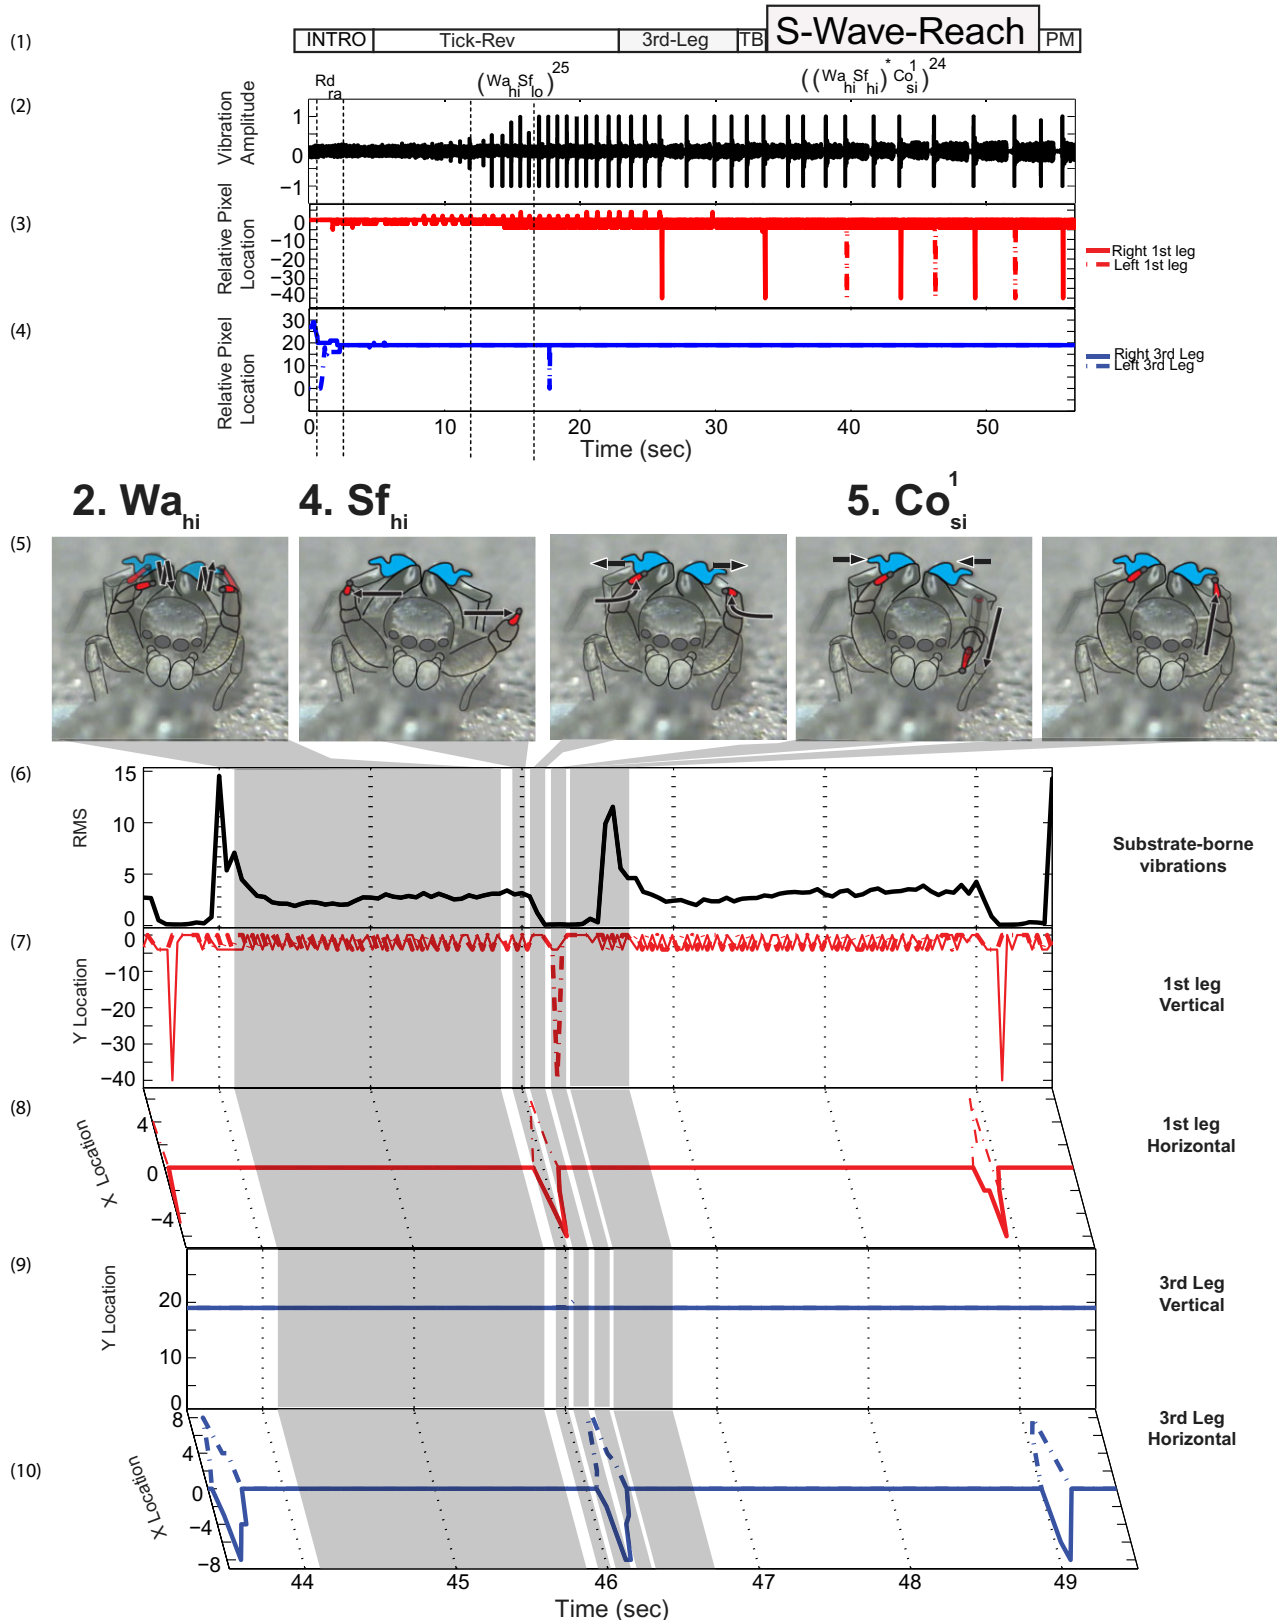 (1)
INTRO Tick-Rev 3rd-Leg TB S-Wave-Reach PM
Rd ra (Wa hi Sf lo) 25 ((Wa hi Sf hi) * Co 1 si) 24
(2)
Vibration Amplitude
1
0
−1
(3)
Relative Pixel Location
0
−10
−20
−30
−40
Right 1st leg
Left 1st leg
(4)
Relative Pixel Location
30
20
10
0
Right 3rd Leg
Left 3rd Leg
0 10 20 30 40 50
Time (sec)
2. Wa hi 4. Sf hi 5. Co 1 si
(5)
(6)
RMS
15
10
5
0
Substrate-borne vibrations
(7)
Y Location
0
−10
−20
−30
−40
1st leg Vertical
(8)
X Location
4
0
−4
1st leg Horizontal
(9)
Y Location
20
10
0
3rd Leg Vertical
(10)
X Location
8
4
0
−4
−8
3rd Leg Horizontal
44 45 46 47 48 49
Time (sec)